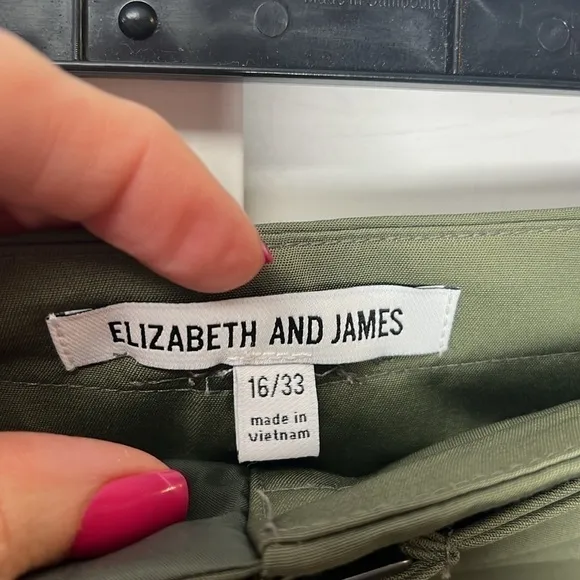 ELIZABETH AND JAMES
16/33
made in
vietnam